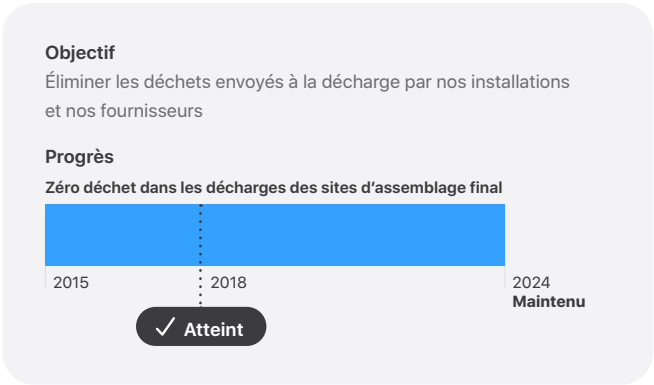 Objectif
Éliminer les déchets envoyés à la décharge par nos installations
et nos fournisseurs
Progrès
Zéro déchet dans les décharges des sites d’assemblage final
2015
2018
2024
Maintenu
Atteint